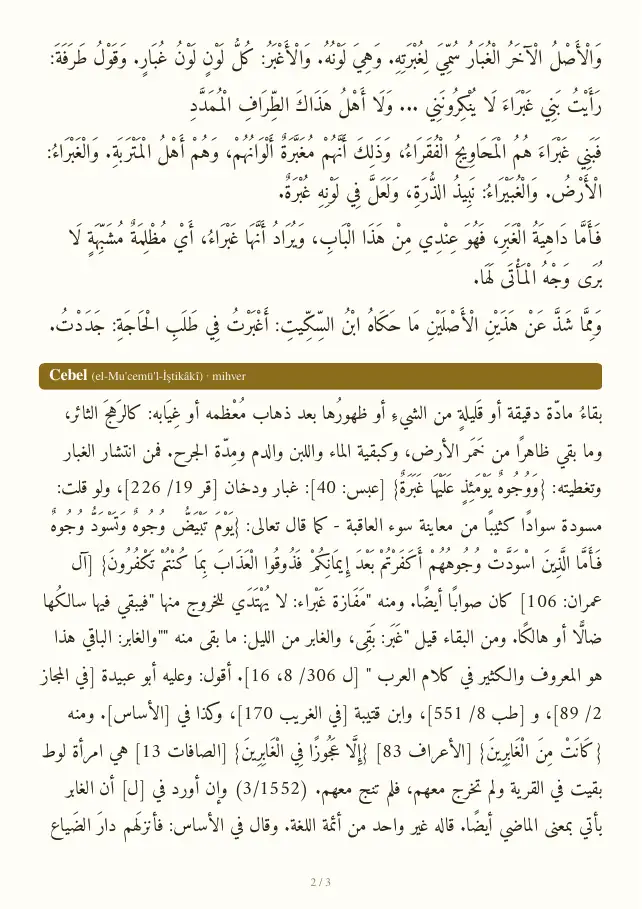 وَالْأَصْلُ الْآخَرُ الْغُبَارُ سُمِّيَ لِغُبْرَتِهِ. وَهِيَ لَوْنُهُ. وَالْأَغْبَرُ: كُلُّ لَوْنٍ لَوْنُ غُبَارٍ. وَقَوْلُ طَرَفَةَ:
رَأَيْتُ بَنِي غَبْرَاءَ لَا يُنْكِرُونَنِي ... وَلَا أَهْلُ هَذَاكَ الطِّرَافِ الْمُمَدَّدِ
فَبَنِي غَبْرَاءَ هُمُ الْمَحَاوِيجُ الْفُقَرَاءُ، وَذَلِكَ أَنَّهُمْ مُغَبَّرَةٌ أَلْوَانُهُمْ، وَهُمْ أَهْلُ الْمَتْرَبَةِ. وَالْغَبْرَاءُ:
الْأَرْضُ. وَالْغُبَيْرَاءُ: نَبِيذُ الذُّرَةِ، وَلَعَلَّ فِي لَوْنِهِ غُبْرَةٌ.
فَأَمَّا دَاهِيَةُ الْغَبَرِ، فَهُوَ عِنْدِي مِنْ هَذَا الْبَابِ، وَيُرَادُ أَنَّهَا غَبْرَاءُ، أَيْ مُظْلِمَةٌ مُشَبِّهَةٌ لَا
يُرَى وَجْهُ الْمَأْتَى لَهَا.
وَمِمَّا شَذَّ عَنْ هَذَيْنِ الْأَصْلَيْنِ مَا حَكَاهُ ابْنُ السِّكِّيتِ: أَغْبَرْتُ فِي طَلَبِ الْحَاجَةِ: جَدَدْتُ.
Cebel (el-Mu'cemü'l-İştikâkî) · mihver
بقاءُ مادّة دقيقة أو قَليلةٍ من الشيءِ أو ظهورُها بعد ذهاب مُعْظمه أو غِيَابه: كالرَهَجَ الثائر،
وما بقي ظاهرًا من خَمَر الأرض، وكبقية الماء واللبن والدم ومِدّة الجرح. فمن انتشار الغبار
وتغطيته: {وَوُجُوهٌ يَوْمَئِذٍ عَلَيْهَا غَبَرَةٌ} [عبس: 40]: غبار ودخان [قر 19/ 226]، ولو قلت:
مسودة سوادًا كئيبًا من معاينة سوء العاقبة - كما قال تعالى: {يَوْمَ تَبْيَضُّ وُجُوهٌ وَتَسْوَدُّ وُجُوهٌ
فَأَمَّا الَّذِينَ اسْوَدَّتْ وُجُوهُهُمْ أَكَفَرْتُمْ بَعْدَ إِيمَانِكُمْ فَذُوقُوا الْعَذَابَ بِمَا كُنْتُمْ تَكْفُرُونَ} [آل
عمران: 106] كان صوابًا أيضًا. ومنه "مَفَازة غَبْراء: لا يُهْتَدَي للخروج منها "فيبقي فيها سالكُها
ضالًّا أو هالكًا. ومن البقاء قيل "غَبَر: بَقِى، والغابر من الليل: ما بقى منه ""والغابر: الباقي هذا
هو المعروف والكثير في كلام العرب " [ل 306/ 8، 16]. أقول: وعليه أبو عبيدة [في المجاز
2/ 89]، و [طب 8/ 551]، وابن قتيبة [في الغريب 170]، وكذا في [الأساس]. ومنه
{كَانَتْ مِنَ الْغَابِرِينَ} [الأعراف 83] {إِلَّا عَجُوزًا فِي الْغَابِرِينَ} [الصافات 13] هي امرأة لوط
بقيت في القرية ولم تخرج معهم، فلم تنج معهم. (3/1552) وإن أورد في [ل] أن الغابر
يأتي بمعنى الماضي أيضًا. قاله غير واحد من أئمة اللغة. وقال في الأساس: فأنزلَهم دارَ الضَياع
2 / 3